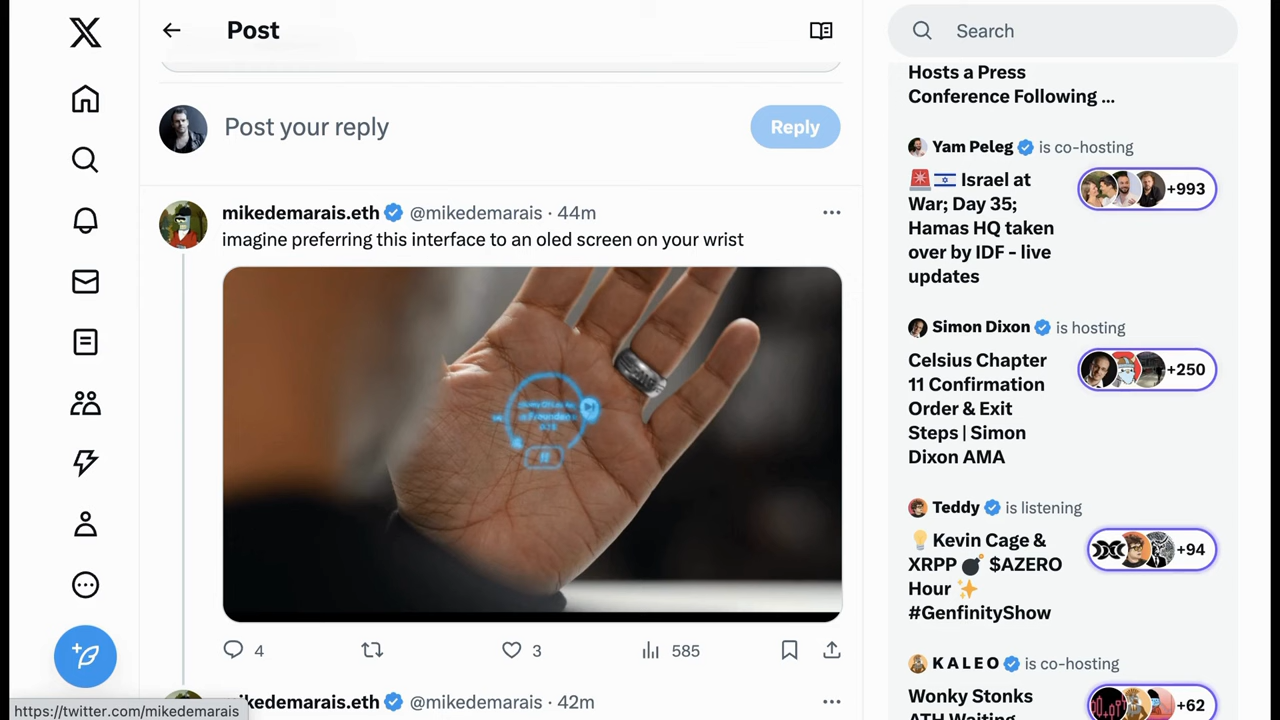 Post
Post your reply
Reply
mikedemarais.eth @mikedemarais · 44m
imagine preferring this interface to an oled screen on your wrist
4
3
585
mikedemarais.eth @mikedemarais · 42m
https://twitter.com/mikedemarais
Search
Hosts a Press
Conference Following ...
Yam Peleg is co-hosting
🚨🇮🇱 Israel at
War; Day 35;
Hamas HQ taken
over by IDF - live
updates
+993
Simon Dixon is hosting
Celsius Chapter
11 Confirmation
Order & Exit
Steps | Simon
Dixon AMA
+250
Teddy is listening
💡Kevin Cage &
XRPP 💣 $AZERO
Hour ✨
#GenfinityShow
+94
K A L E O is co-hosting
Wonky Stonks
ATH Waiting
+62